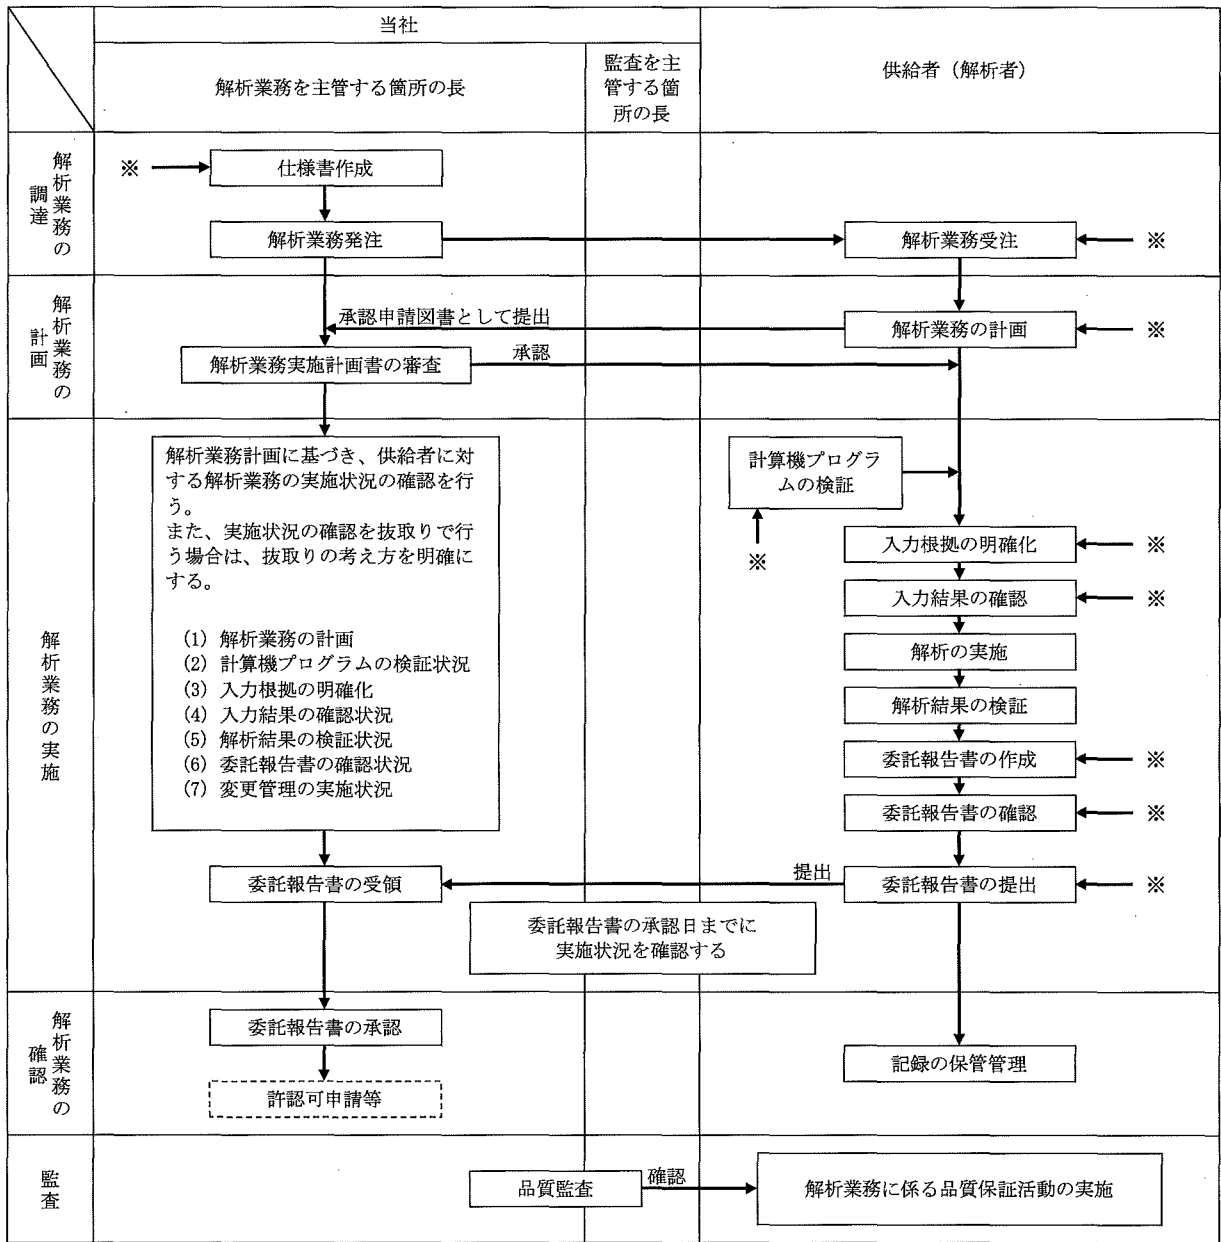 当社
供給者（解析者）
解析業務を主管する箇所の長
監査を主
管する箇
所の長
解析業務の
調達
※
仕様書作成
解析業務発注
解析業務受注
※
解析業務の
計画
承認申請図書として提出
解析業務の計画
※
解析業務実施計画書の審査
承認
解析業務の実施
解析業務計画に基づき、供給者に対
する解析業務の実施状況の確認を行
う。
また、実施状況の確認を抜取りで行
う場合は、抜取りの考え方を明確に
する。
(1) 解析業務の計画
(2) 計算機プログラムの検証状況
(3) 入力根拠の明確化
(4) 入力結果の確認状況
(5) 解析結果の検証状況
(6) 委託報告書の確認状況
(7) 変更管理の実施状況
計算機プログラ
ムの検証
※
入力根拠の明確化
※
入力結果の確認
※
解析の実施
解析結果の検証
委託報告書の作成
※
委託報告書の確認
※
委託報告書の受領
提出
委託報告書の提出
※
委託報告書の承認日までに
実施状況を確認する
解析業務の
確認
委託報告書の承認
記録の保管管理
許認可申請等
監査
品質監査
確認
解析業務に係る品質保証活動の実施